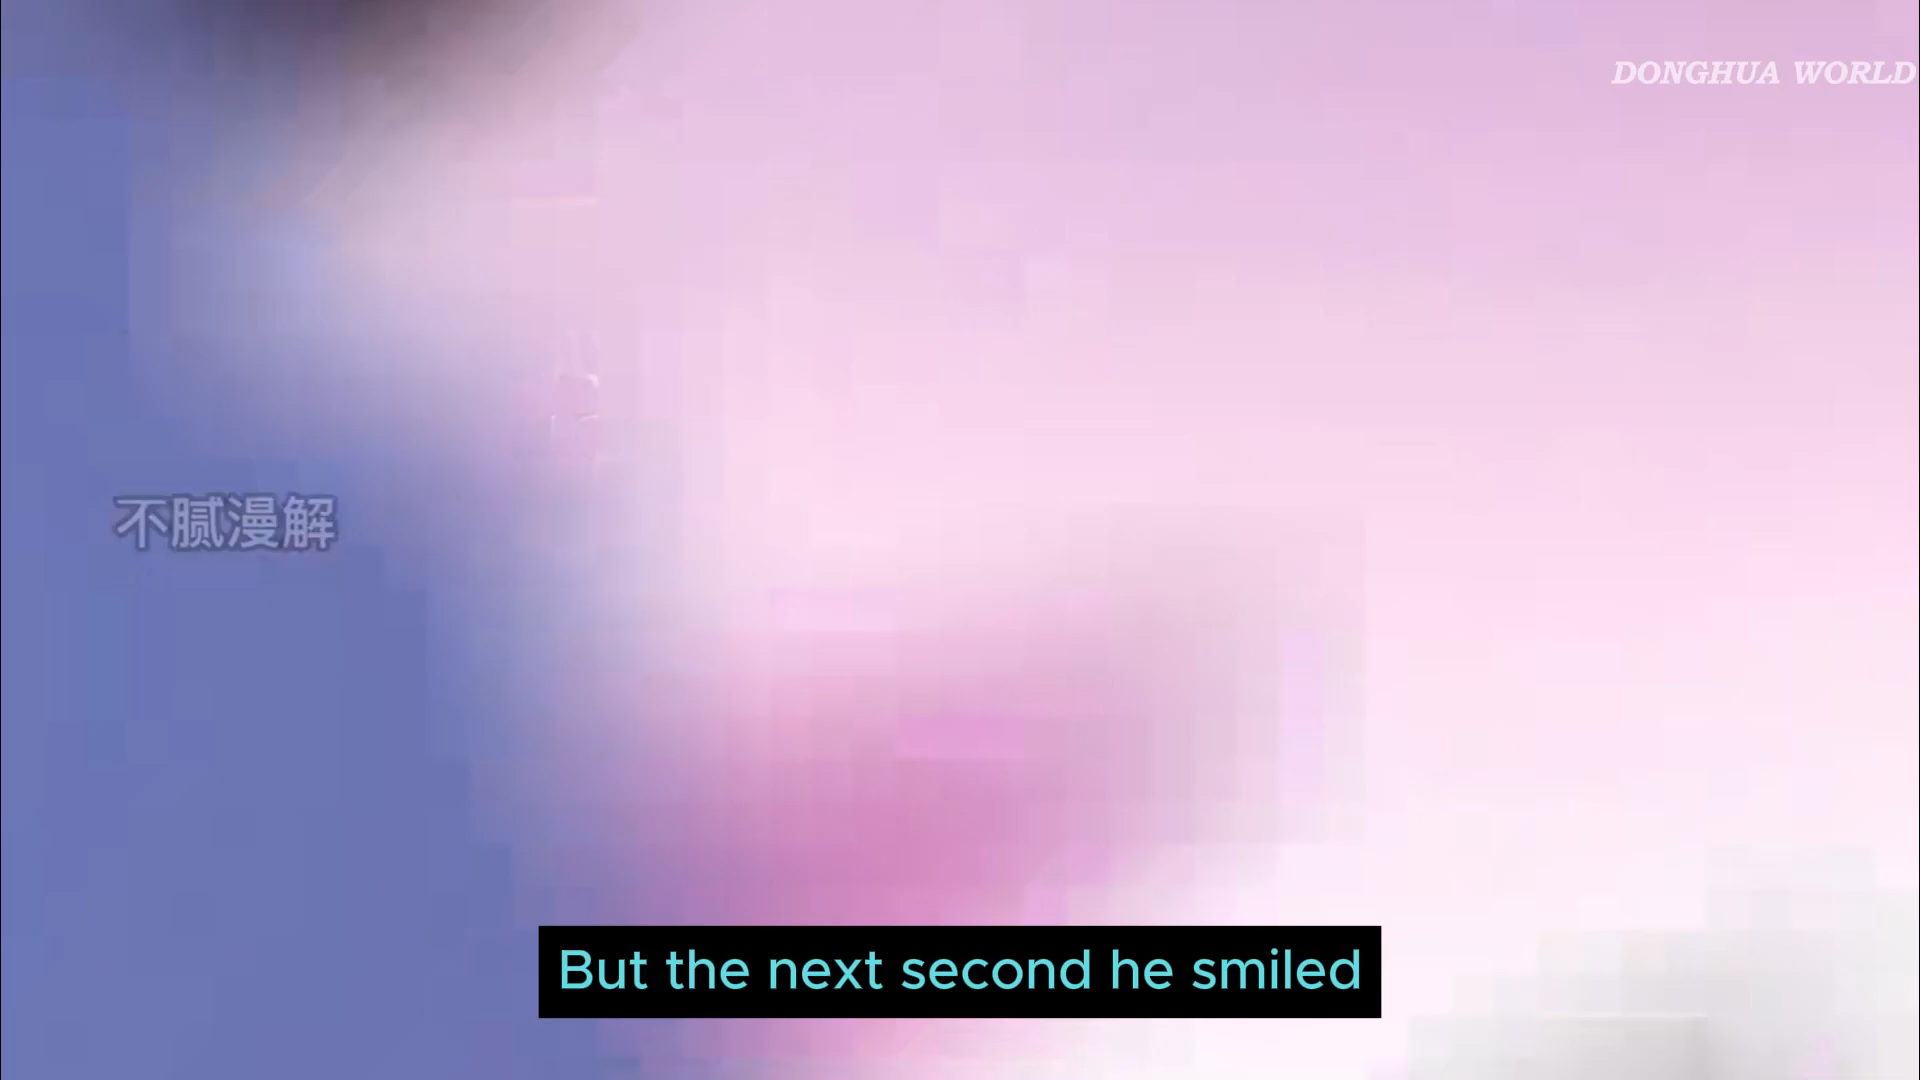 DONGHUA WORLD
不腻漫解
But the next second he smiled